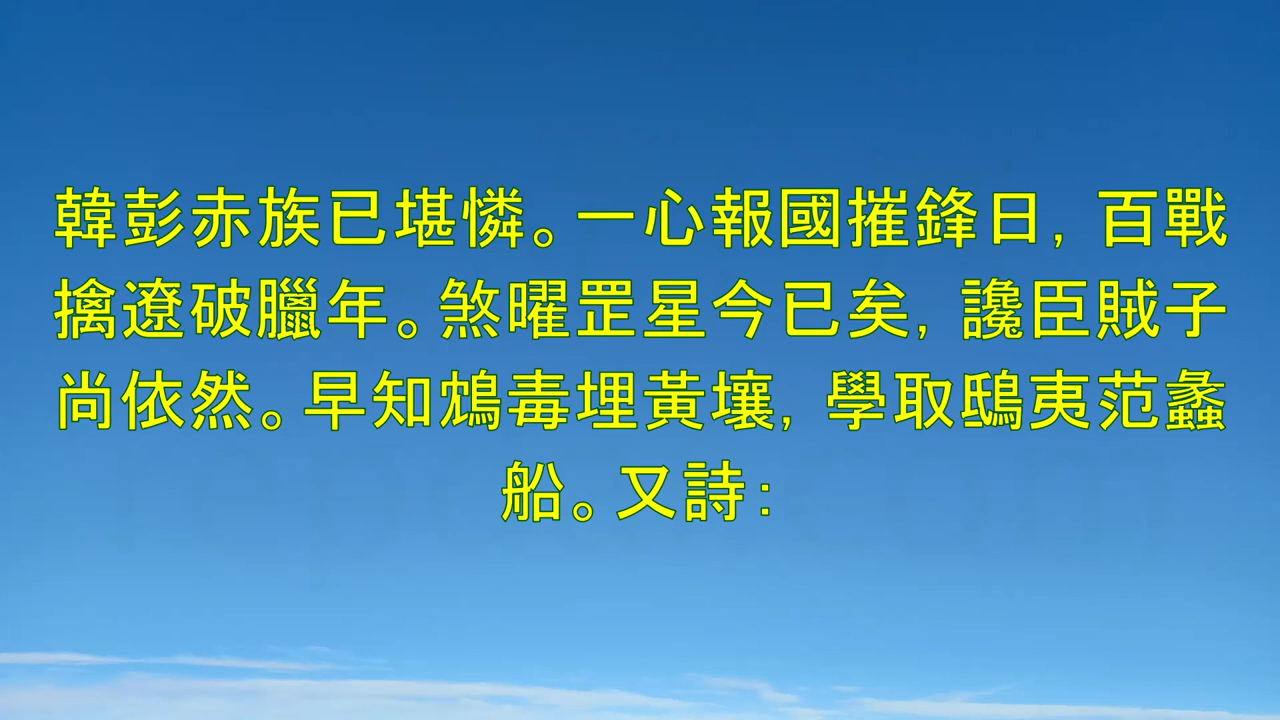 韓彭赤族已堪憐。一心報國摧鋒日，百戰
擒遼破臘年。煞曜罡星今已矣，讒臣賊子
尚依然。早知鴆毒埋黃壤，學取鴟夷范蠡
船。又詩：